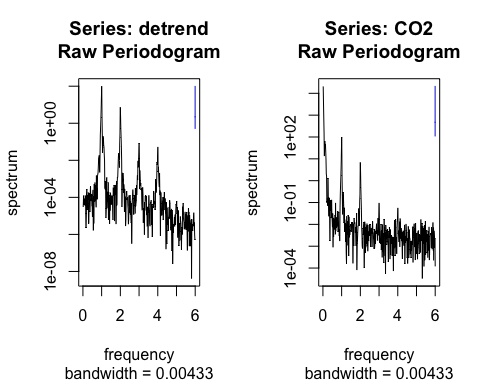 Series: detrend
Raw Periodogram
spectrum
1e+00
1e-04
1e-08
0 2 4 6
frequency
bandwidth = 0.00433
Series: CO2
Raw Periodogram
spectrum
1e+02
1e-01
1e-04
0 2 4 6
frequency
bandwidth = 0.00433